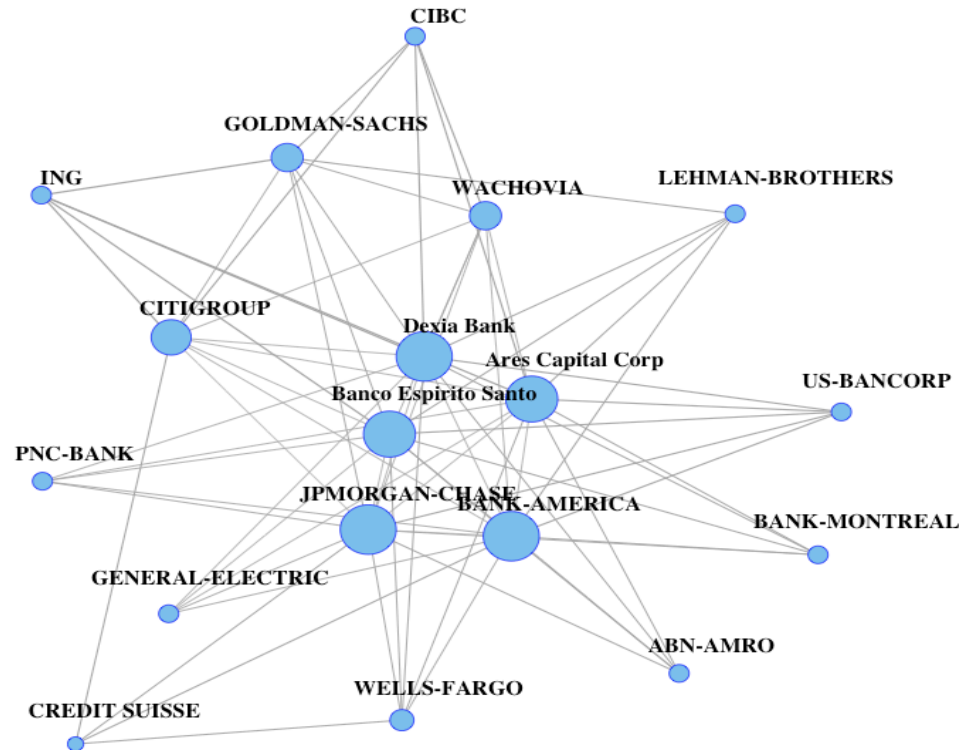 CIBC
GOLDMAN-SACHS
ING
LEHMAN-BROTHERS
WACHOVIA
CITIGROUP
Dexia Bank
Ares Capital Corp
US-BANCORP
Banco Espirito Santo
PNC-BANK
JPMORGAN-CHASE
BANK-AMERICA
BANK-MONTREAL
GENERAL-ELECTRIC
ABN-AMRO
WELLS-FARGO
CREDIT SUISSE